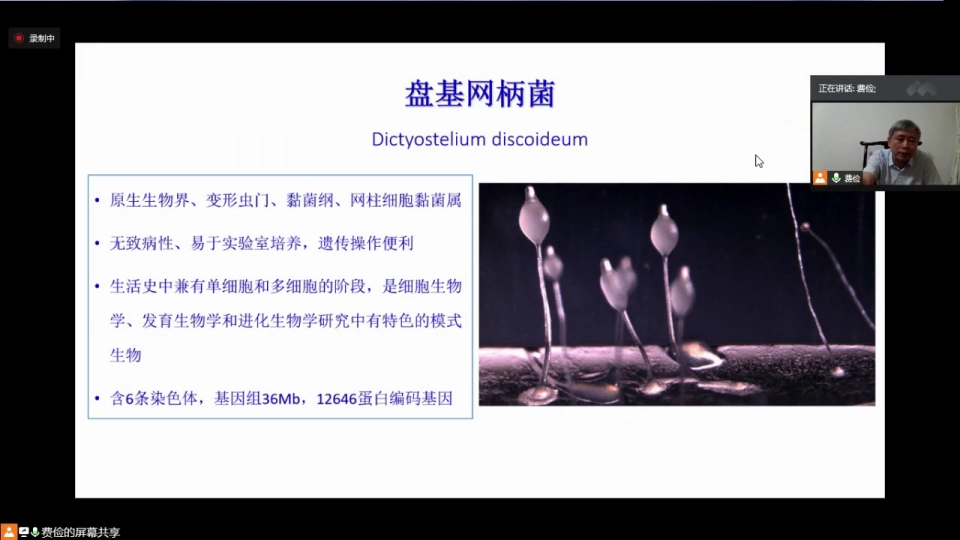 录制中
盘基网柄菌
Dictyostelium discoideum
正在讲话: 费俭;
费俭
• 原生生物界、变形虫门、黏菌纲、网柱细胞黏菌属
• 无致病性、易于实验室培养，遗传操作便利
• 生活史中兼有单细胞和多细胞的阶段，是细胞生物
学、发育生物学和进化生物学研究中有特色的模式
生物
• 含6条染色体，基因组36Mb，12646蛋白编码基因
费俭的屏幕共享